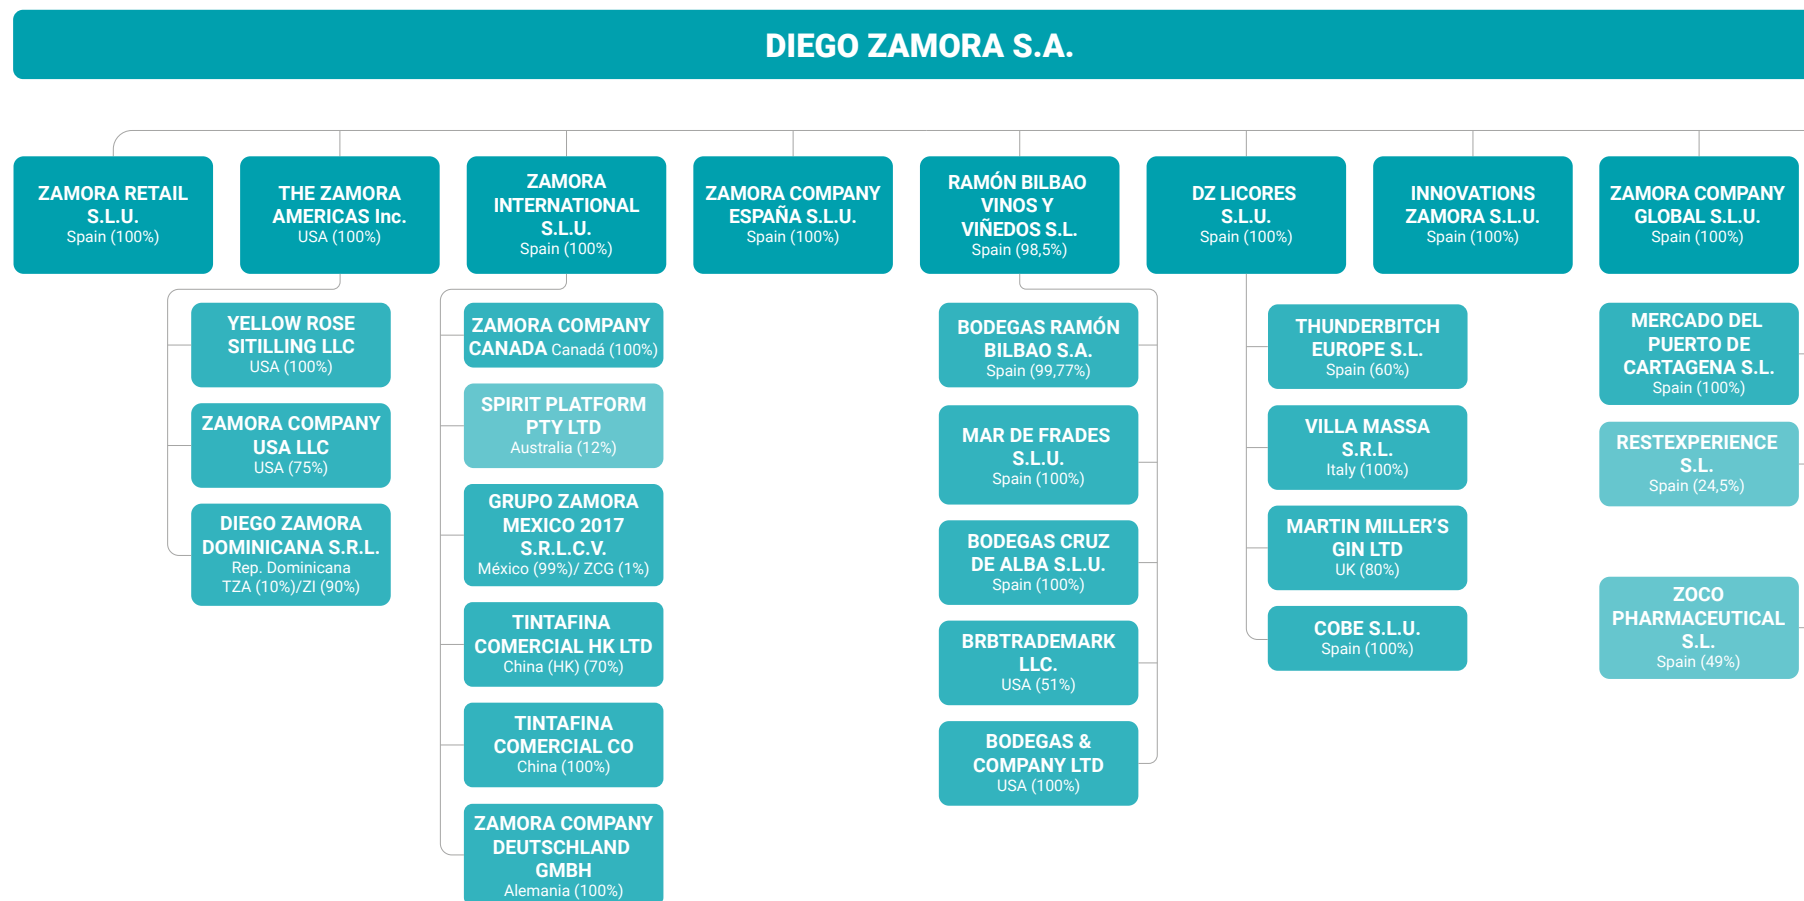 DIEGO ZAMORA S.A.
ZAMORA RETAIL
S.L.U.
Spain (100%)
THE ZAMORA
AMERICAS Inc.
USA (100%)
ZAMORA
INTERNATIONAL
S.L.U.
Spain (100%)
ZAMORA COMPANY
ESPAÑA S.L.U.
Spain (100%)
RAMÓN BILBAO
VINOS Y
VIÑEDOS S.L.
Spain (98,5%)
DZ LICORES
S.L.U.
Spain (100%)
INNOVATIONS
ZAMORA S.L.U.
Spain (100%)
ZAMORA COMPANY
GLOBAL S.L.U.
Spain (100%)
YELLOW ROSE
SITILLING LLC
USA (100%)
ZAMORA COMPANY
USA LLC
USA (75%)
DIEGO ZAMORA
DOMINICANA S.R.L.
Rep. Dominicana
TZA (10%)/ZI (90%)
ZAMORA COMPANY
CANADA Canadá (100%)
SPIRIT PLATFORM
PTY LTD
Australia (12%)
GRUPO ZAMORA
MEXICO 2017
S.R.L.C.V.
México (99%)/ ZCG (1%)
TINTAFINA
COMERCIAL HK LTD
China (HK) (70%)
TINTAFINA
COMERCIAL CO
China (100%)
ZAMORA COMPANY
DEUTSCHLAND
GMBH
Alemania (100%)
BODEGAS RAMÓN
BILBAO S.A.
Spain (99,77%)
MAR DE FRADES
S.L.U.
Spain (100%)
BODEGAS CRUZ
DE ALBA S.L.U.
Spain (100%)
BRBTRADEMARK
LLC.
USA (51%)
BODEGAS &
COMPANY LTD
USA (100%)
THUNDERBITCH
EUROPE S.L.
Spain (60%)
VILLA MASSA
S.R.L.
Italy (100%)
MARTIN MILLER’S
GIN LTD
UK (80%)
COBE S.L.U.
Spain (100%)
MERCADO DEL
PUERTO DE
CARTAGENA S.L.
Spain (100%)
RESTEXPERIENCE
S.L.
Spain (24,5%)
ZOCO
PHARMACEUTICAL
S.L.
Spain (49%)